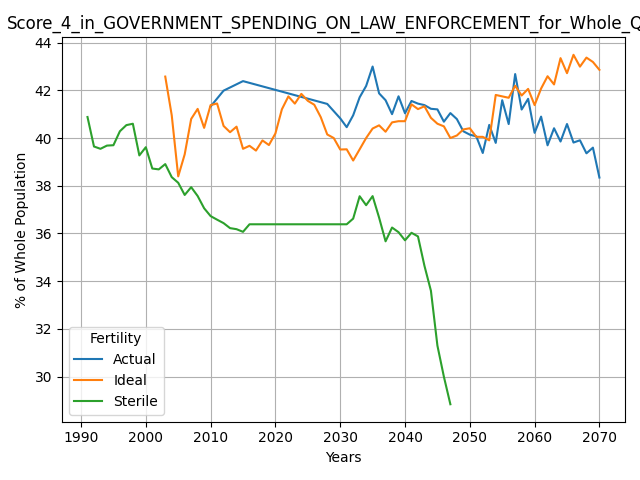 Score_4_in_GOVERNMENT_SPENDING_ON_LAW_ENFORCEMENT_for_Whole_Q
44
42
40
38
36
34
32
30
% of Whole Population
Fertility
Actual
Ideal
Sterile
1990 2000 2010 2020 2030 2040 2050 2060 2070
Years